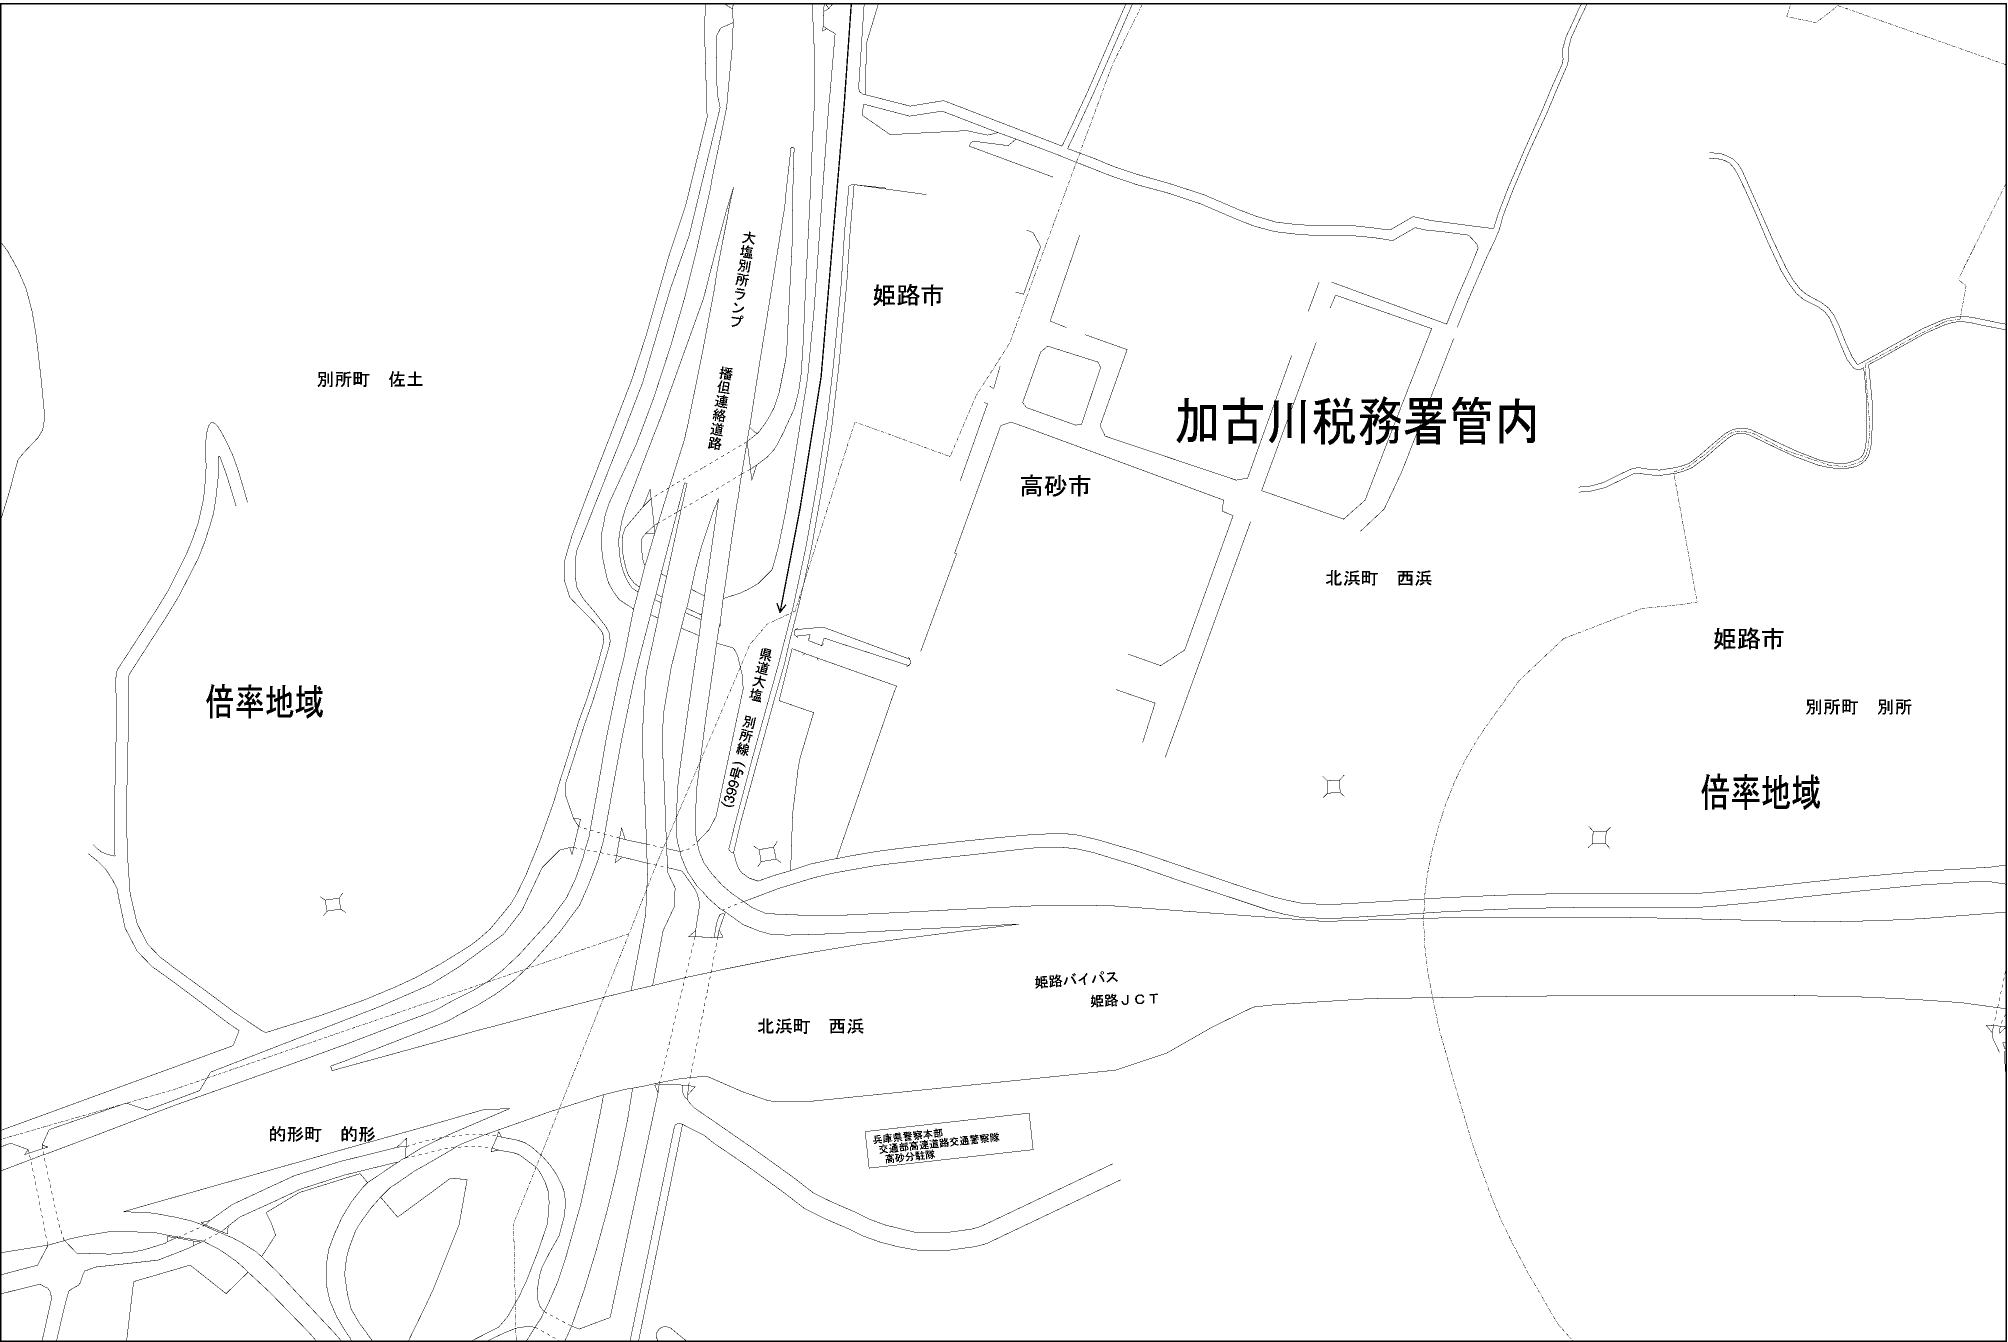 大塩別所ランプ
姫路市
別所町　佐土
播但連絡道路
加古川税務署管内
高砂市
北浜町　西浜
姫路市
県道大塩　別所線
(399号)
倍率地域
別所町　別所
倍率地域
姫路バイパス
姫路ＪＣＴ
北浜町　西浜
的形町　的形
兵庫県警察本部
交通部高速道路交通警察隊
高砂分駐隊